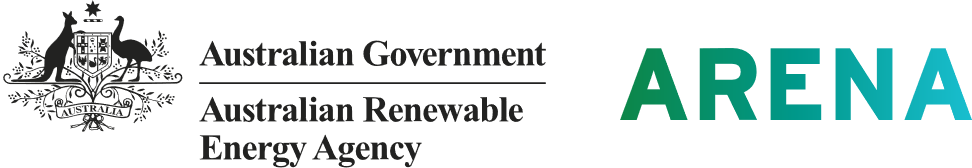 Australian Government
Australian Renewable
Energy Agency
AUSTRALIA
ARENA